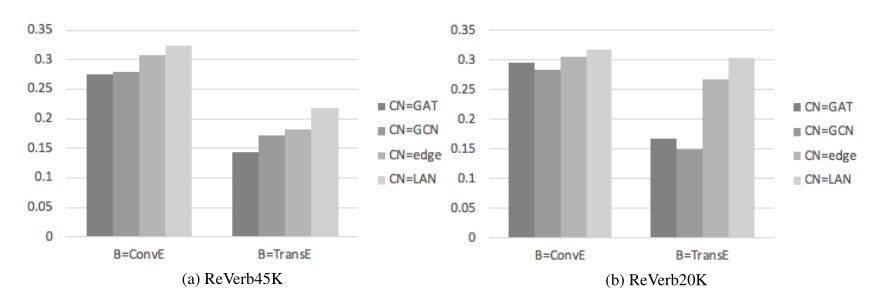 0.35
0.3
0.25
0.2
0.15
0.1
0.05
0
B=ConvE
B=TransE
CN=GAT
CN=GCN
CN=edge
CN=LAN
(a) ReVerb45K
0.35
0.3
0.25
0.2
0.15
0.1
0.05
0
B=ConvE
B=TransE
CN=GAT
CN=GCN
CN=edge
CN=LAN
(b) ReVerb20K